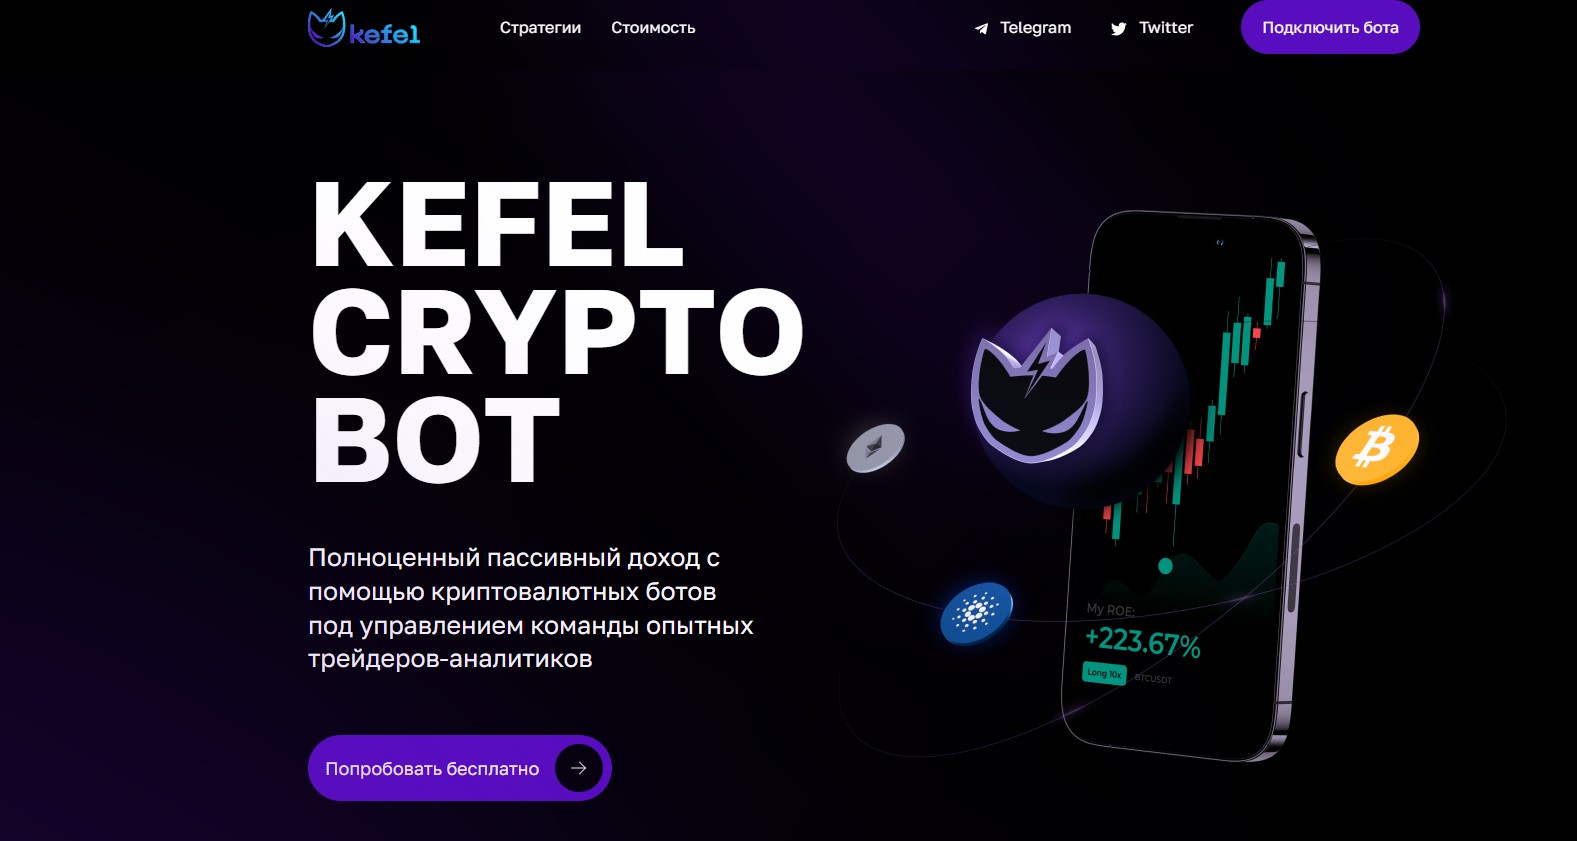 kefel
Стратегии
Стоимость
Telegram
Twitter
Подключить бота
KEFEL
CRYPTO
BOT
Полноценный пассивный доход с
помощью криптовалютных ботов
под управлением команды опытных
трейдеров-аналитиков
Попробовать бесплатно
My ROE:
+223.67%
Long 10x
BTCUSDT